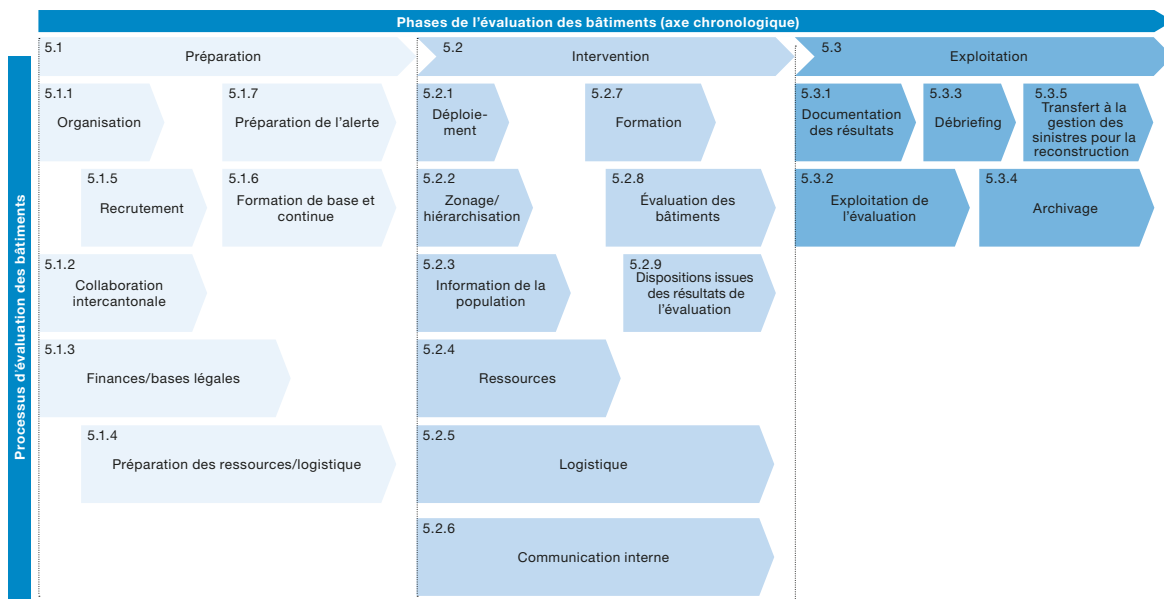 Phases de l'évaluation des bâtiments (axe chronologique)
Processus d'évaluation des bâtiments
5.1
Préparation
5.2
Intervention
5.3
Exploitation
5.1.1
Organisation
5.1.7
Préparation de l'alerte
5.2.1
Déploie-
ment
5.2.7
Formation
5.3.1
Documentation
des résultats
5.3.3
Débriefing
5.3.5
Transfert à la
gestion des
sinistres pour la
reconstruction
5.1.5
Recrutement
5.1.6
Formation de base et
continue
5.2.2
Zonage/
hiérarchisation
5.2.8
Évaluation des
bâtiments
5.3.2
Exploitation de
l'évaluation
5.3.4
Archivage
5.1.2
Collaboration
intercantonale
5.2.3
Information de la
population
5.2.9
Dispositions issues
des résultats de
l'évaluation
5.1.3
Finances/bases légales
5.2.4
Ressources
5.1.4
Préparation des ressources/logistique
5.2.5
Logistique
5.2.6
Communication interne